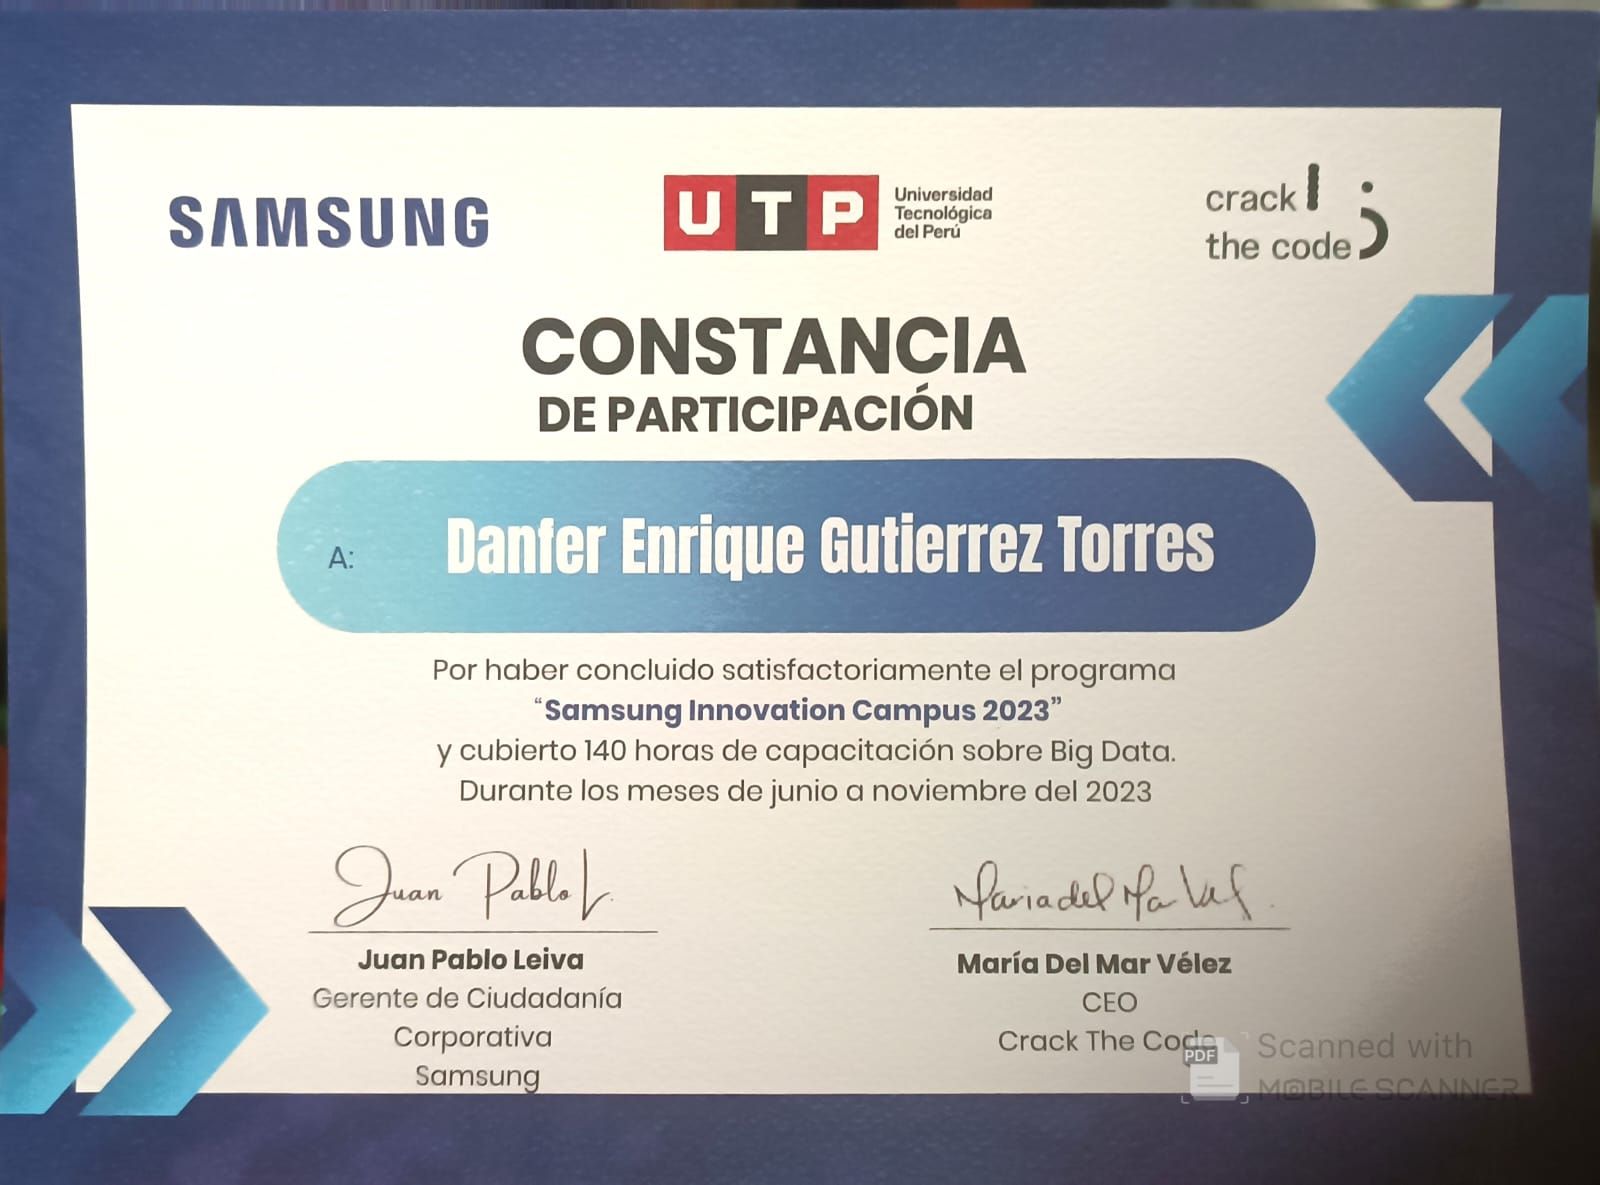 SAMSUNG
UTP
Universidad
Tecnológica
del Perú
crack
the code
CONSTANCIA
DE PARTICIPACIÓN
A: Danfer Enrique Gutierrez Torres
Por haber concluido satisfactoriamente el programa
“Samsung Innovation Campus 2023”
y cubierto 140 horas de capacitación sobre Big Data.
Durante los meses de junio a noviembre del 2023
Juan Pablo L.
Juan Pablo Leiva
Gerente de Ciudadanía
Corporativa
Samsung
Maria del Mar Vel
María Del Mar Vélez
CEO
Crack The Code
PDF
Scanned with
MOBILE SCANNER